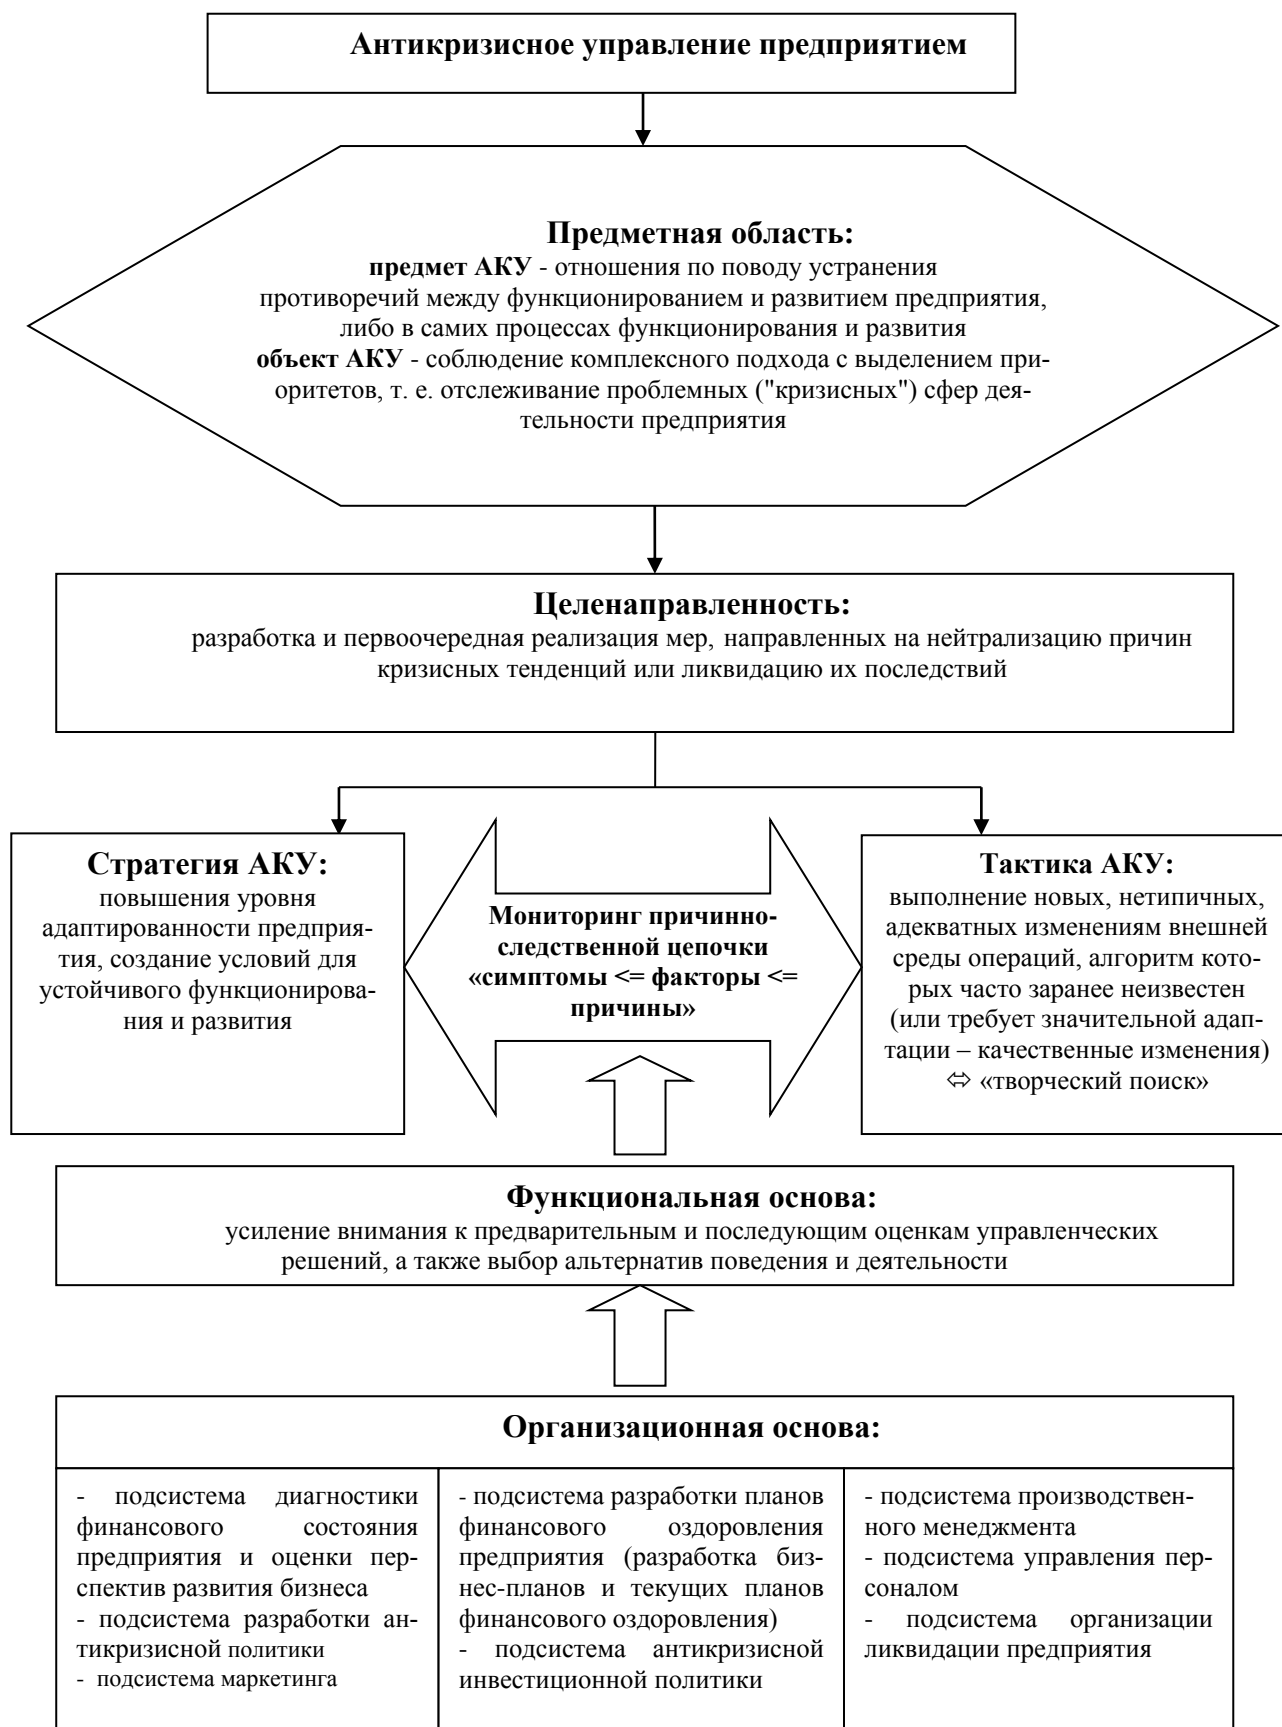 Антикризисное управление предприятием
Предметная область:
предмет АКУ - отношения по поводу устранения
противоречий между функционированием и развитием предприятия,
либо в самих процессах функционирования и развития
объект АКУ - соблюдение комплексного подхода с выделением при-
оритетов, т. е. отслеживание проблемных ("кризисных") сфер дея-
тельности предприятия
Целенаправленность:
разработка и первоочередная реализация мер, направленных на нейтрализацию причин
кризисных тенденций или ликвидацию их последствий
Стратегия АКУ:
повышения уровня
адаптированности предприя-
тия, создание условий для
устойчивого функционирова-
ния и развития
Мониторинг причинно-
следственной цепочки
«симптомы <= факторы <=
причины»
Тактика АКУ:
выполнение новых, нетипичных,
адекватных изменениям внешней
среды операций, алгоритм кото-
рых часто заранее неизвестен
(или требует значительной адап-
тации – качественные изменения)
⇔ «творческий поиск»
Функциональная основа:
усиление внимания к предварительным и последующим оценкам управленческих
решений, а также выбор альтернатив поведения и деятельности
Организационная основа:
- подсистема диагностики
финансового состояния
предприятия и оценки пер-
спектив развития бизнеса
- подсистема разработки ан-
тикризисной политики
- подсистема маркетинга
- подсистема разработки планов
финансового оздоровления
предприятия (разработка биз-
нес-планов и текущих планов
финансового оздоровления)
- подсистема антикризисной
инвестиционной политики
- подсистема производствен-
ного менеджмента
- подсистема управления пер-
соналом
- подсистема организации
ликвидации предприятия